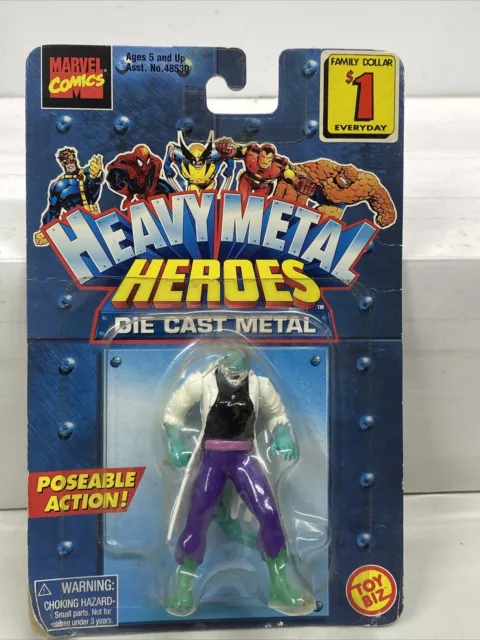 MARVEL
COMICS
M
Ages 5 and Up
Asst. No.48530
FAMILY DOLLAR
$1
EVERYDAY
HEAVY METAL
HEROES
TM
DIE CAST METAL
POSEABLE
ACTION!
WARNING:
CHOKING HAZARD-
Small parts. Not for
children under 3 years.
TOY
BIZ